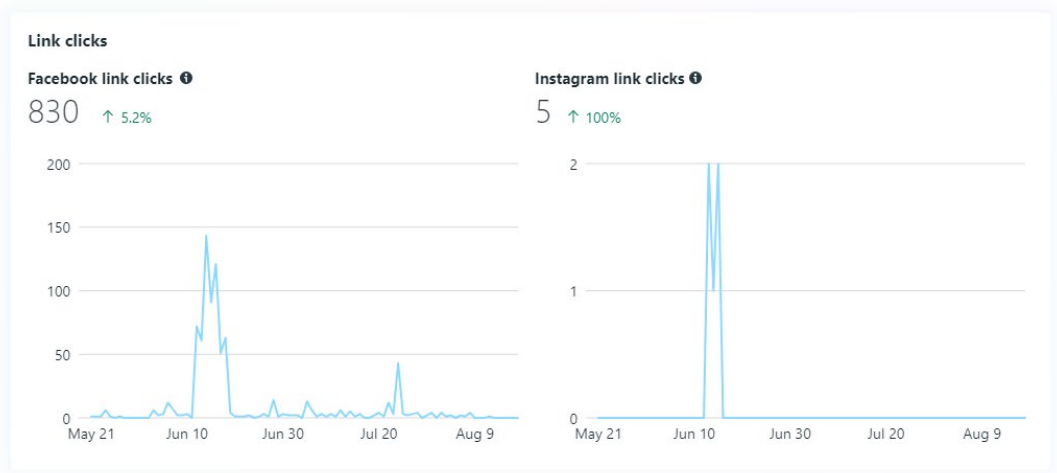 Link clicks
Facebook link clicks
830 ↑ 5.2%
200
150
100
50
0
May 21 Jun 10 Jun 30 Jul 20 Aug 9
Instagram link clicks
5 ↑ 100%
2
1
0
May 21 Jun 10 Jun 30 Jul 20 Aug 9